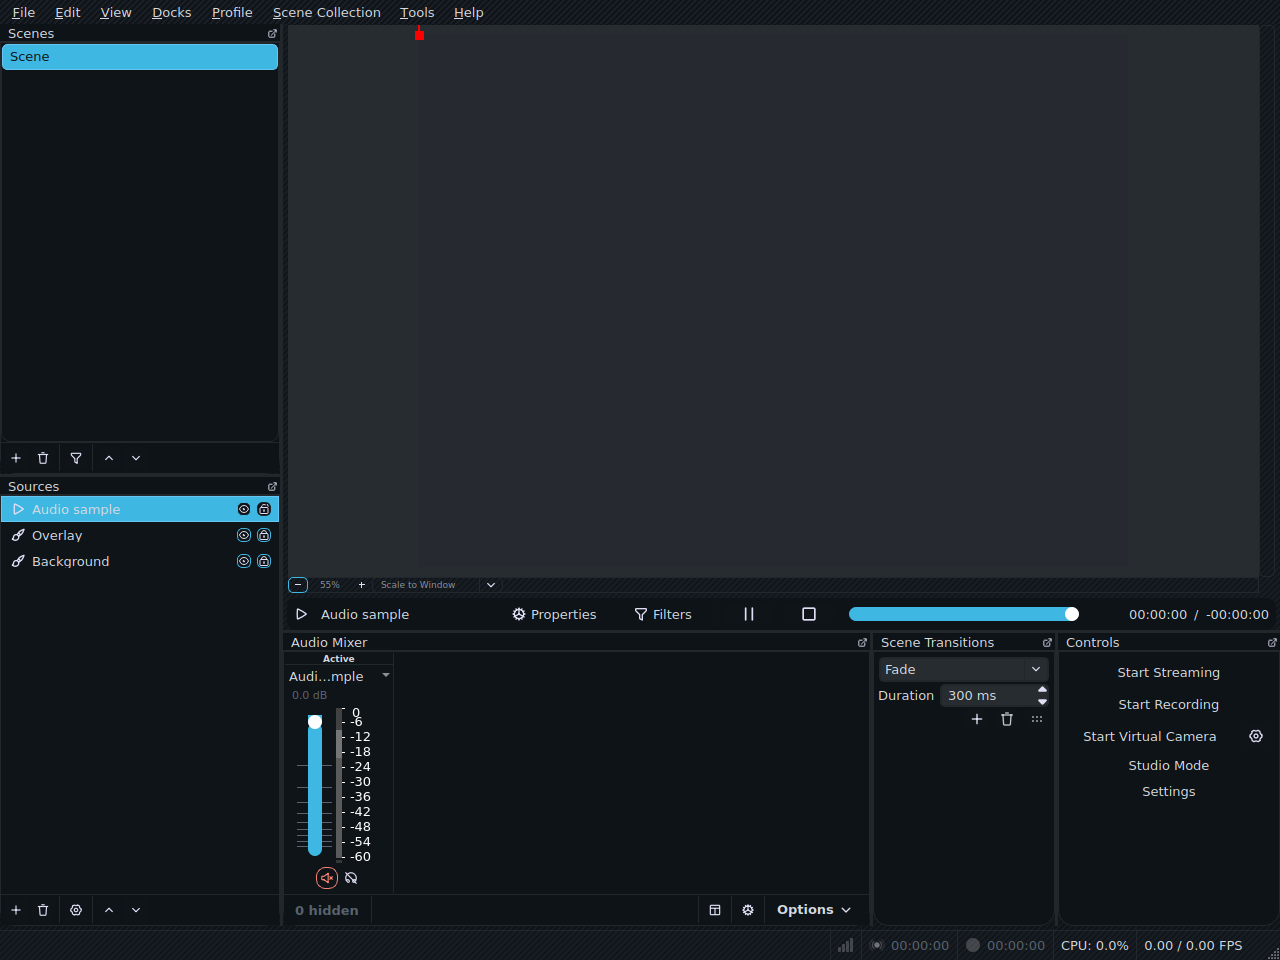 File Edit View Docks Profile Scene Collection Tools Help
Scenes
Scene
Sources
Audio sample
Overlay
Background
55% Scale to Window
Audio sample Properties Filters 00:00:00 / -00:00:00
Audio Mixer
Active
Audi...mple
0.0 dB
0
-6
-12
-18
-24
-30
-36
-42
-48
-54
-60
0 hidden Options
Scene Transitions
Fade
Duration 300 ms
Controls
Start Streaming
Start Recording
Start Virtual Camera
Studio Mode
Settings
00:00:00 00:00:00 CPU: 0.0% 0.00 / 0.00 FPS